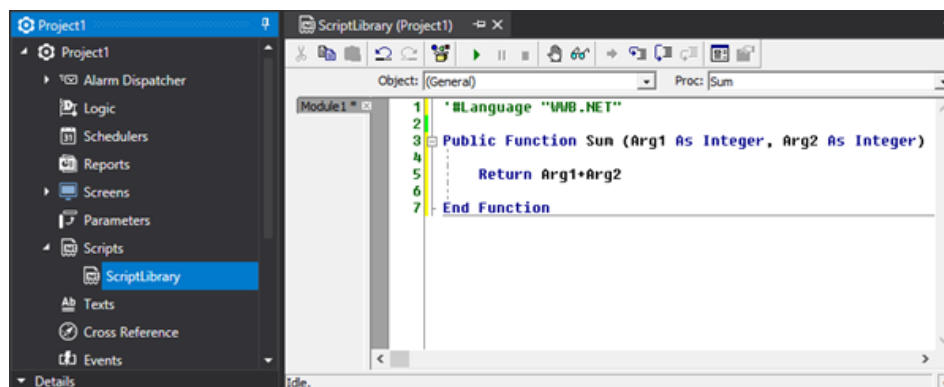 Project1
Project1
Alarm Dispatcher
Logic
Schedulers
Reports
Screens
Parameters
Scripts
ScriptLibrary
Texts
Cross Reference
Events
Details
ScriptLibrary (Project1)
Object: (General) Proc: Sum
Module1 *
1 '#Language "WWB.NET"
2
3 Public Function Sum (Arg1 As Integer, Arg2 As Integer)
4
5 Return Arg1+Arg2
6
7 End Function
Idle.